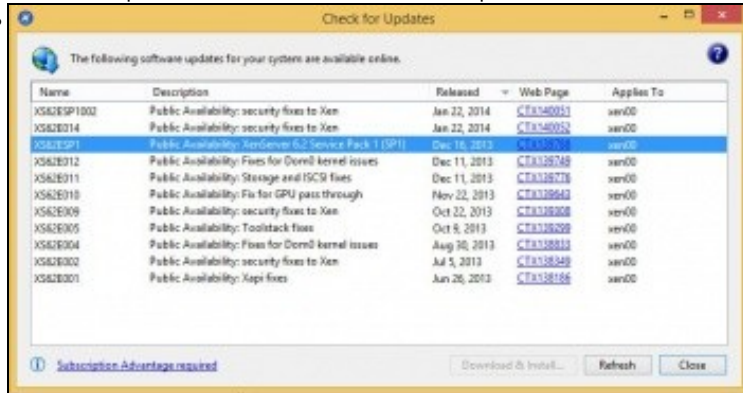 Check for Updates
The following software updates for your system are available online.
Name Description Released Web Page Applies To
XS62ESP1002 Public Availability: security fixes to Xen Jan 22, 2014 CTX140051 xen00
XS62E014 Public Availability: security fixes to Xen Jan 22, 2014 CTX140052 xen00
XS62ESP1 Public Availability: XenServer 6.2 Service Pack 1 (SP1) Dec 16, 2013 CTX139788 xen00
XS62E012 Public Availability: Fixes for Dom0 kernel issues Dec 11, 2013 CTX139749 xen00
XS62E011 Public Availability: Storage and ISCSI fixes Dec 11, 2013 CTX139776 xen00
XS62E010 Public Availability: Fix for GPU pass through Nov 22, 2013 CTX139643 xen00
XS62E009 Public Availability: security fixes to Xen Oct 22, 2013 xen00
XS62E005 Public Availability: Toolstack fixes Oct 9, 2013 CTX139299 xen00
XS62E004 Public Availability: Fixes for Dom0 kernel issues Aug 30, 2013 CTX138833 xen00
XS62E002 Public Availability: security fixes to Xen Jul 5, 2013 CTX138349 xen00
XS62E001 Public Availability: Xapi fixes Jun 26, 2013 CTX138186 xen00
Subscription Advantage required Download & Install... Refresh Close